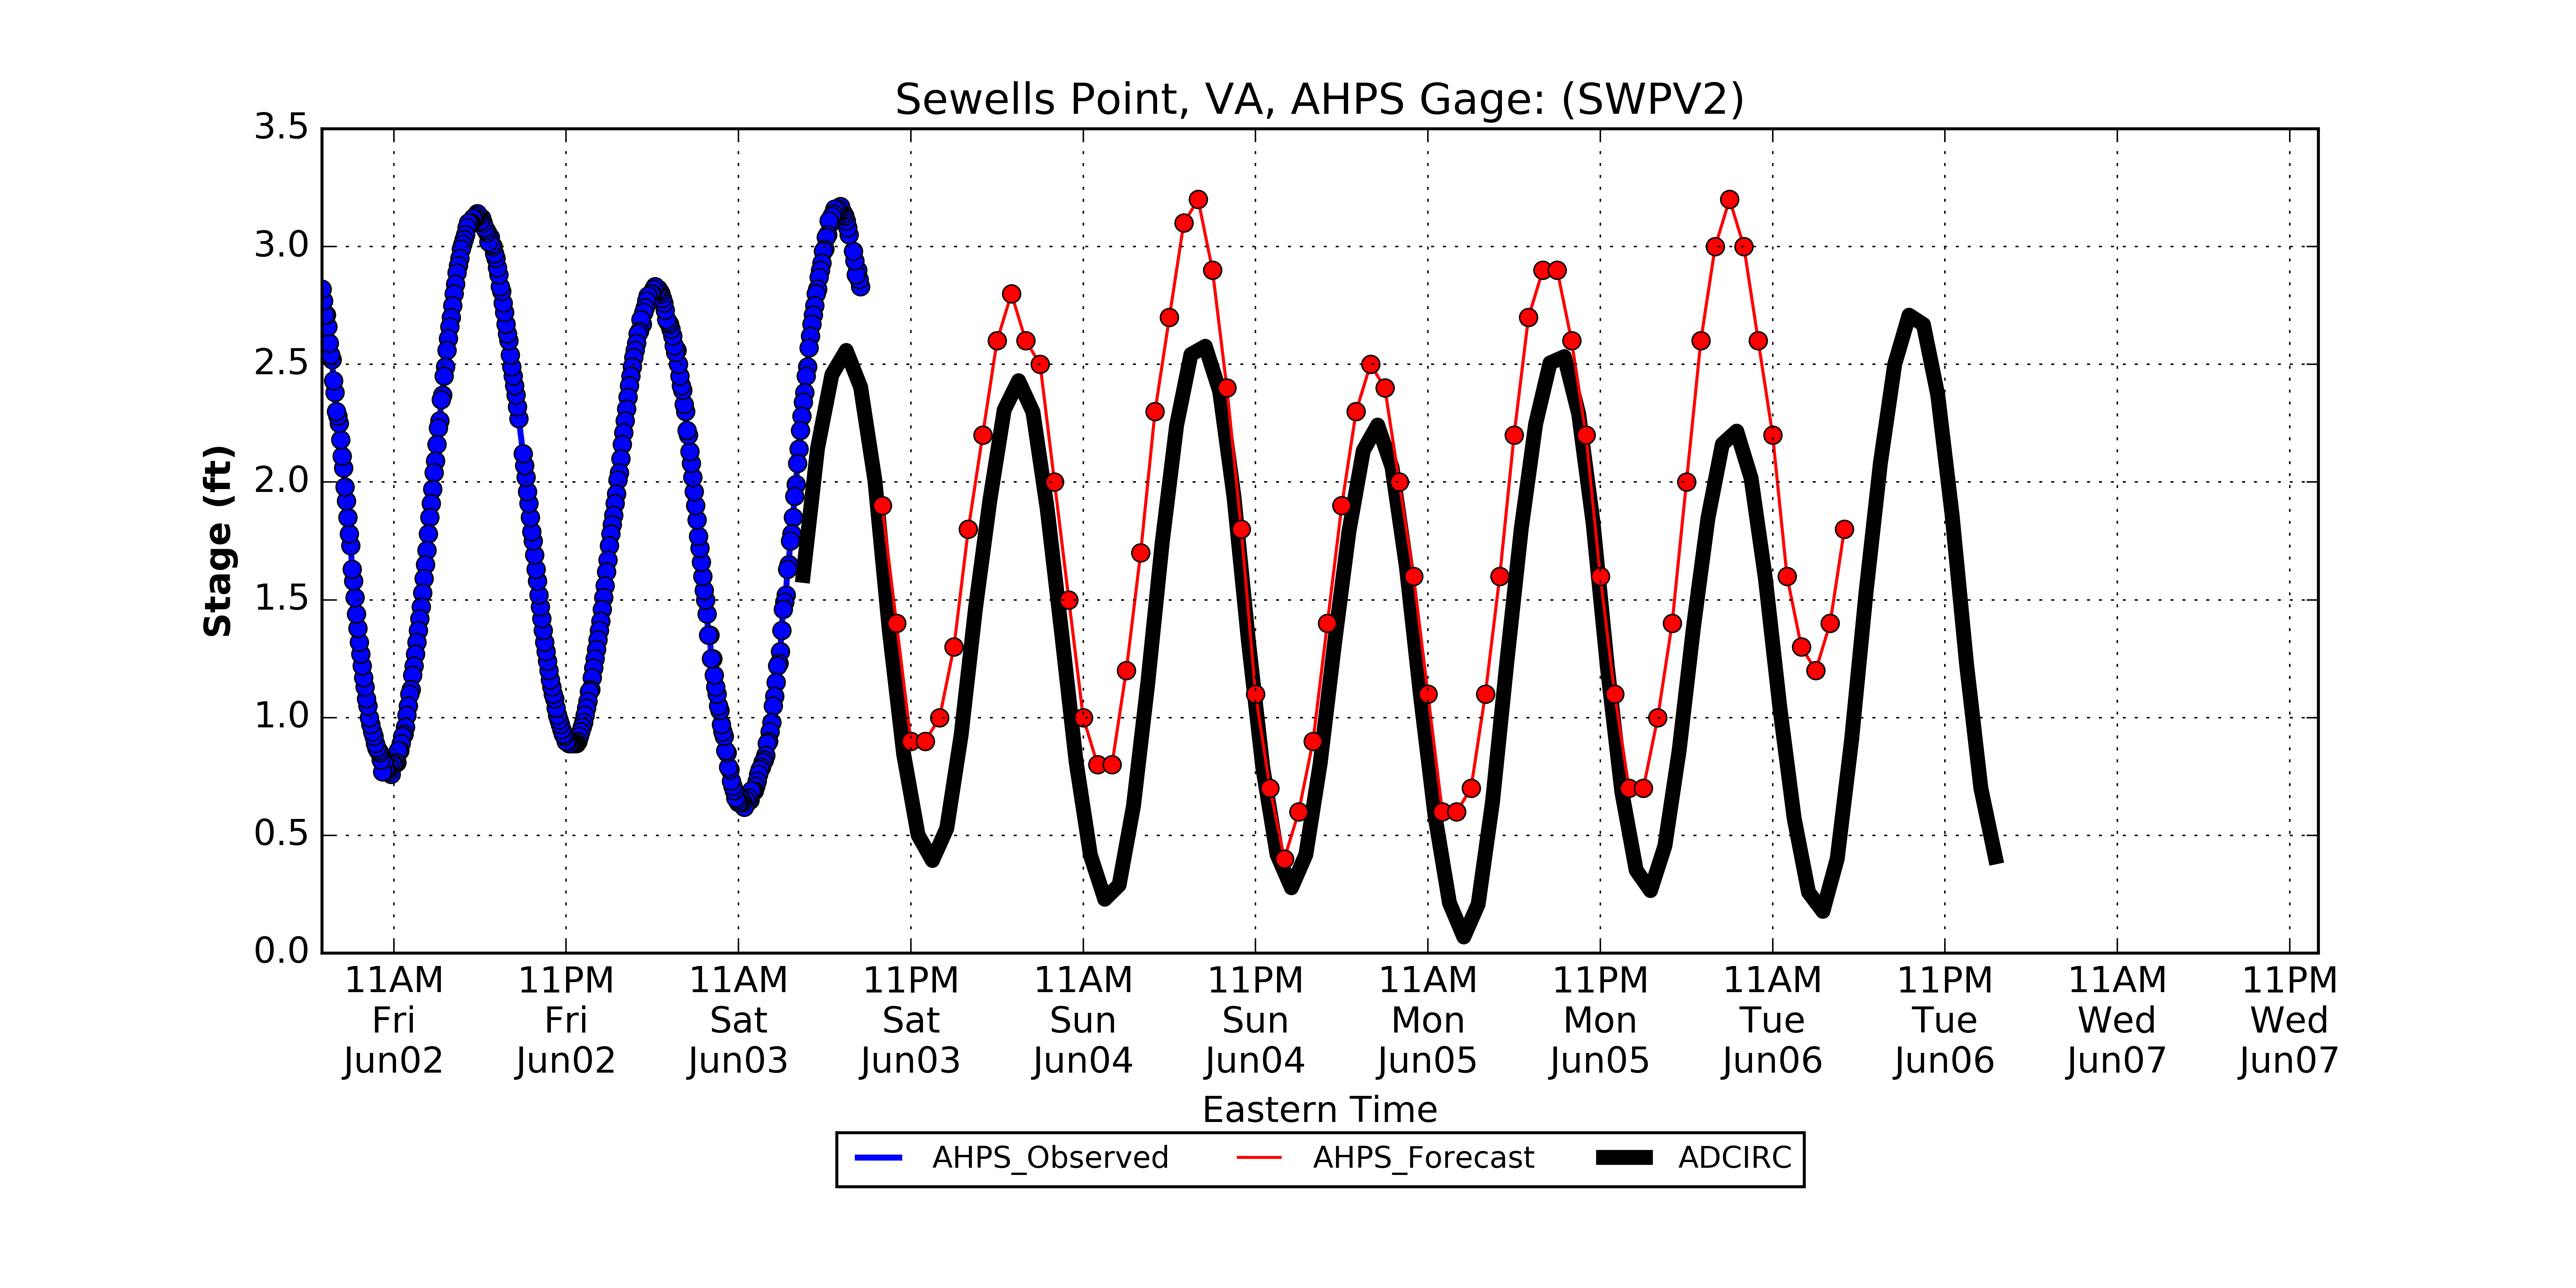 Sewells Point, VA, AHPS Gage: (SWPV2)
3.5
3.0
2.5
2.0
1.5
1.0
0.5
0.0
Stage (ft)
11AM 11PM 11AM 11PM 11AM 11PM 11AM 11PM 11AM 11PM 11AM 11PM
Fri Fri Sat Sat Sun Sun Mon Mon Tue Tue Wed Wed
Jun02 Jun02 Jun03 Jun03 Jun04 Jun04 Jun05 Jun05 Jun06 Jun06 Jun07 Jun07
Eastern Time
AHPS_Observed AHPS_Forecast ADCIRC